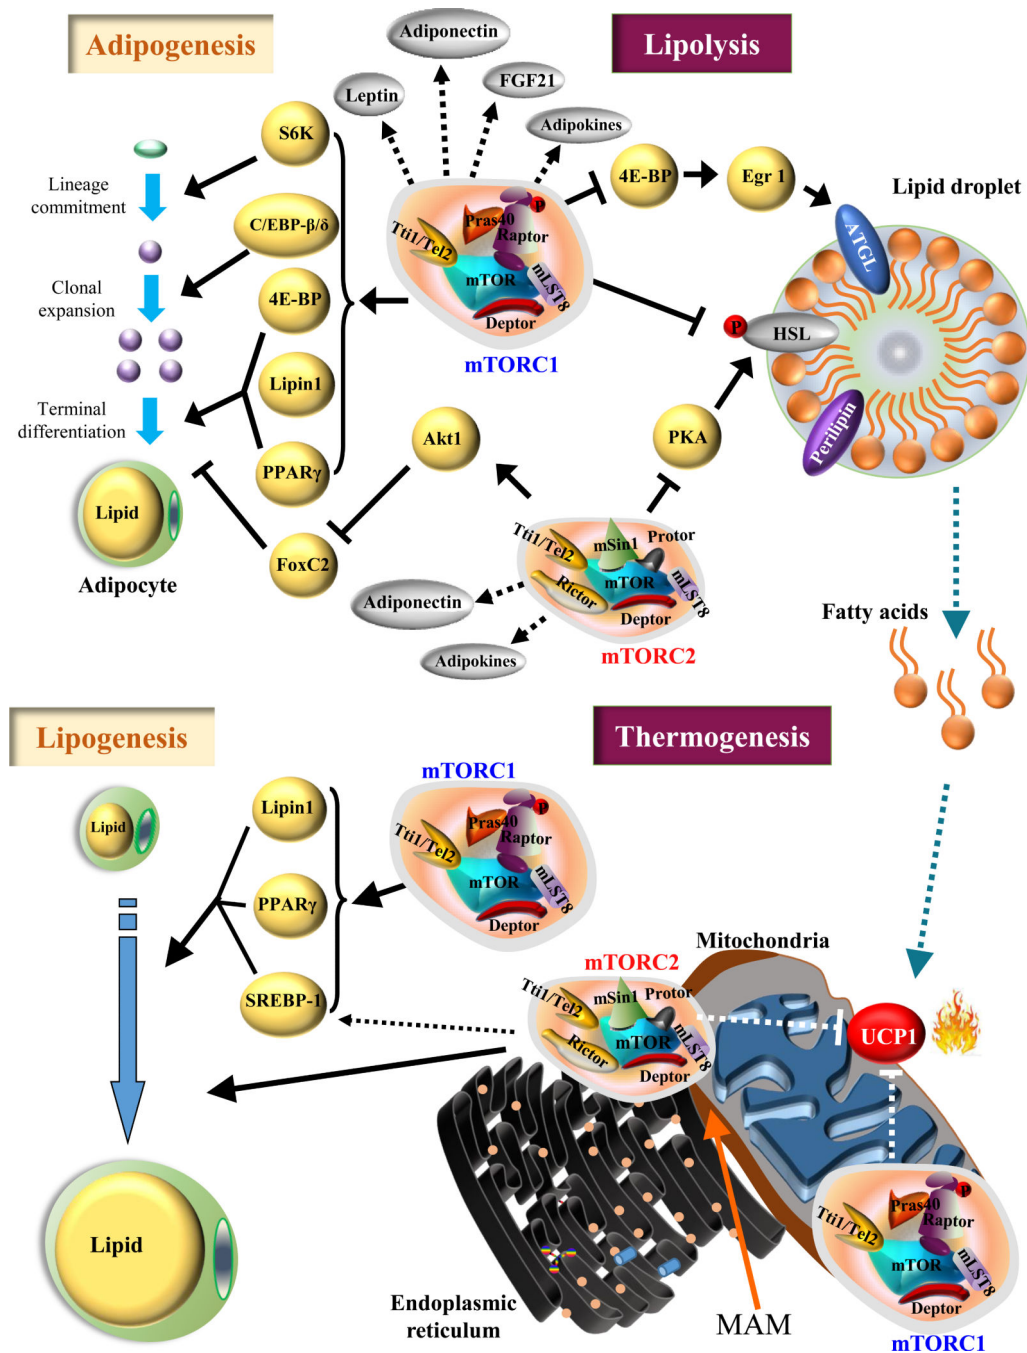 Adipogenesis
Adiponectin
Lipolysis
Leptin
FGF21
Adipokines
S6K
4E-BP
Egr 1
Lipid droplet
Lineage
commitment
C/EBP-β/δ
Clonal
expansion
4E-BP
Lipin1
Terminal
differentiation
PPARγ
Lipid
Adipocyte
Tti1/Tel2
Pras40
P
Raptor
mTOR
mLST8
Deptor
mTORC1
ATGL
P
HSL
Perilipin
Akt1
PKA
FoxC2
Tti1/Tel2
mSin1
Protor
mTOR
mLST8
Rictor
Deptor
mTORC2
Adiponectin
Adipokines
Fatty acids
Lipogenesis
Thermogenesis
Lipid
Lipin1
PPARγ
SREBP-1
mTORC1
Tti1/Tel2
Pras40
P
Raptor
mTOR
mLST8
Deptor
Mitochondria
mTORC2
Tti1/Tel2
mSin1
Protor
mTOR
mLST8
Rictor
Deptor
UCP1
Lipid
Endoplasmic
reticulum
MAM
Tti1/Tel2
Pras40
P
Raptor
mTOR
mLST8
Deptor
mTORC1